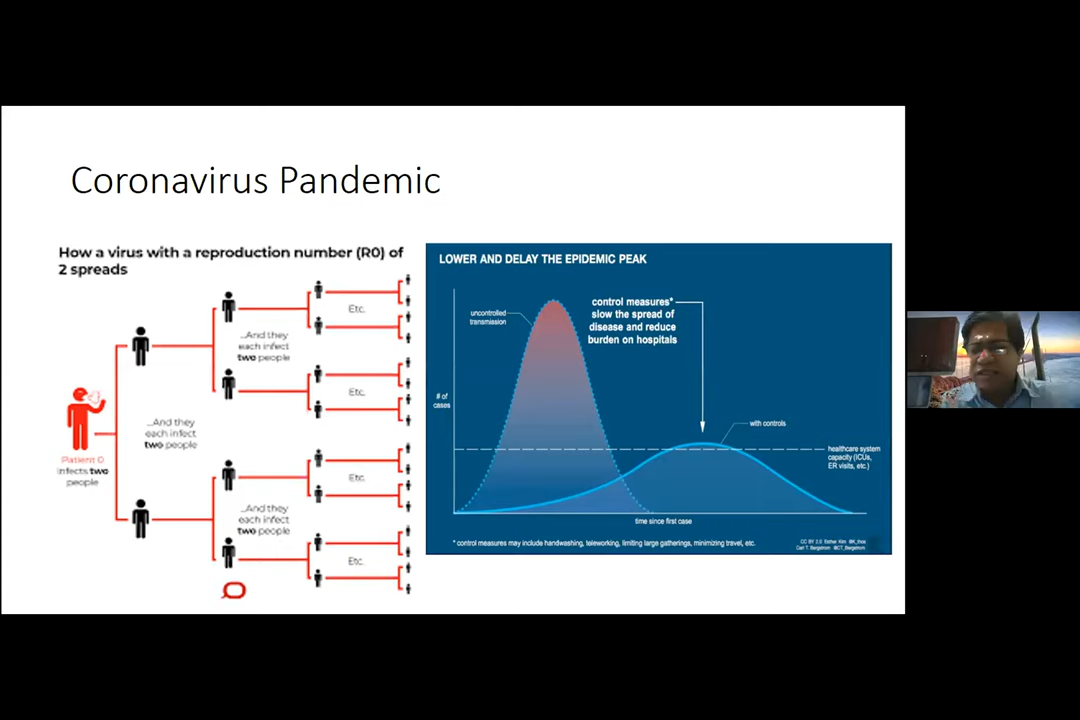 Coronavirus Pandemic
How a virus with a reproduction number (R0) of
2 spreads
Patient 0
infects two
people
...And they
each infect
two people
...And they
each infect
two people
...And they
each infect
two people
Etc.
Etc.
Etc.
Etc.
LOWER AND DELAY THE EPIDEMIC PEAK
uncontrolled
transmission
control measures*
slow the spread of
disease and reduce
burden on hospitals
# of
cases
with controls
healthcare system
capacity (ICUs,
ER visits, etc.)
time since first case
* control measures may include handwashing, teleworking, limiting large gatherings, minimizing travel, etc.
CC BY 2.0 Esther Kim
Carl T. Bergstrom @CT_Bergstrom